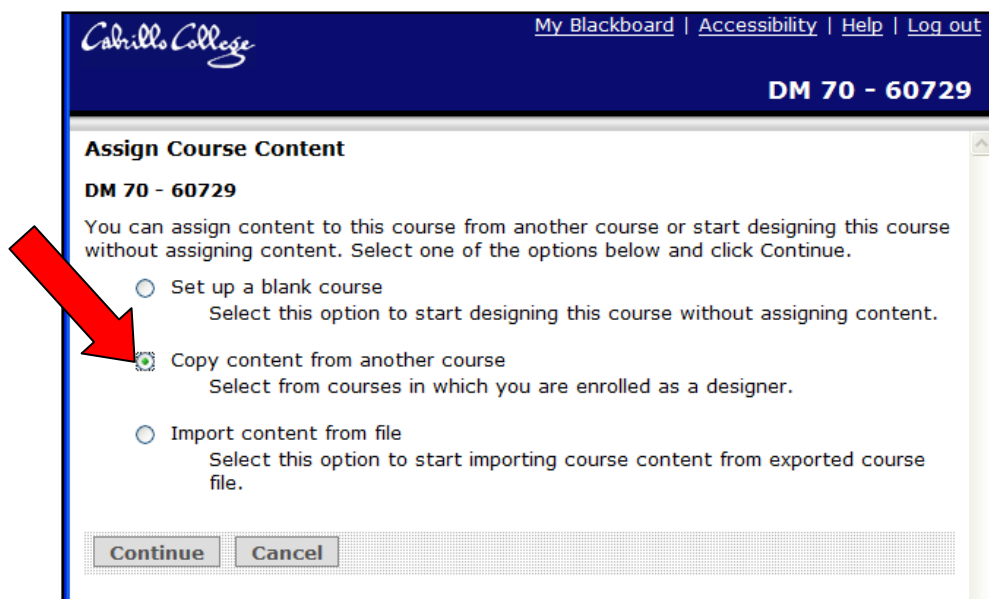 Cabrillo College
My Blackboard | Accessibility | Help | Log out
DM 70 - 60729
Assign Course Content
DM 70 - 60729
You can assign content to this course from another course or start designing this course
without assigning content. Select one of the options below and click Continue.
Set up a blank course
Select this option to start designing this course without assigning content.
Copy content from another course
Select from courses in which you are enrolled as a designer.
Import content from file
Select this option to start importing course content from exported course
file.
Continue Cancel